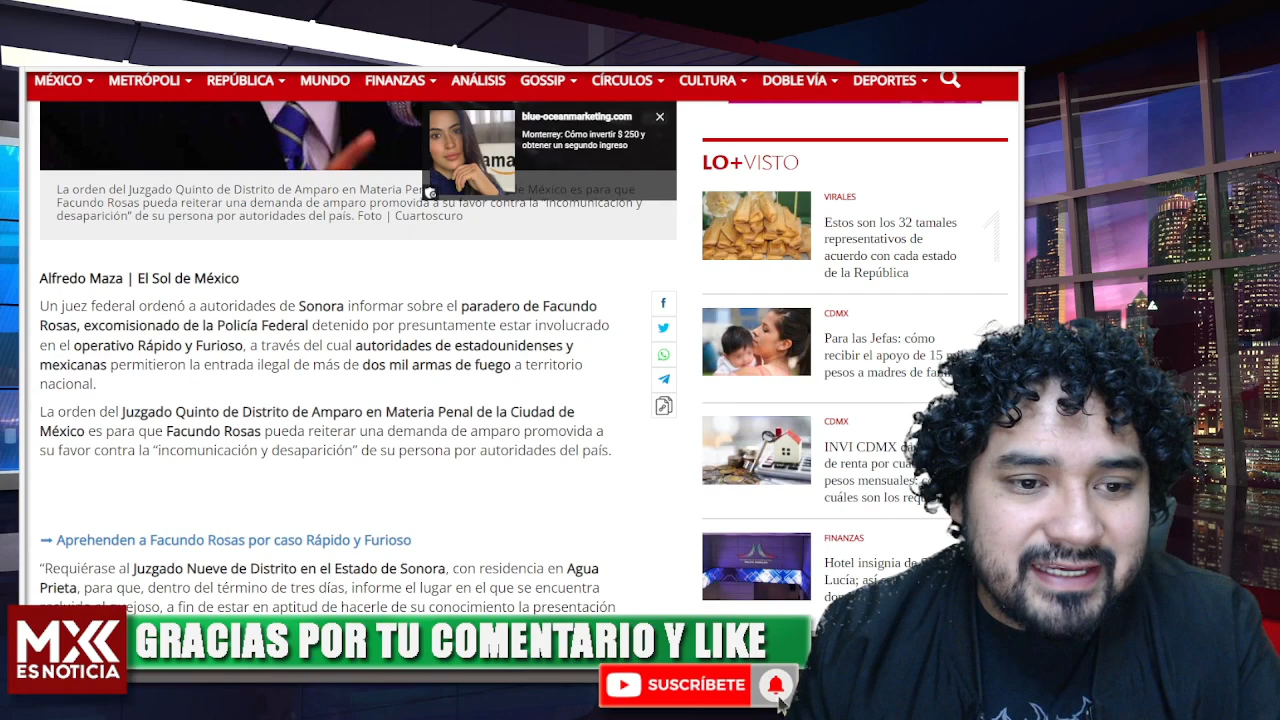 MÉXICO METRÓPOLI REPÚBLICA MUNDO FINANZAS ANÁLISIS GOSSIP CÍRCULOS CULTURA DOBLE VÍA DEPORTES
blue-oceanmarketing.com
Monterrey: Cómo invertir $ 250 y
obtener un segundo ingreso
La orden del Juzgado Quinto de Distrito de Amparo en Materia Pe de México es para que
Facundo Rosas pueda reiterar una demanda de amparo promovida a su favor contra la "incomunicación y
desaparición" de su persona por autoridades del país. Foto | Cuartoscuro
Alfredo Maza | El Sol de México
Un juez federal ordenó a autoridades de Sonora informar sobre el paradero de Facundo
Rosas, excomisionado de la Policía Federal detenido por presuntamente estar involucrado
en el operativo Rápido y Furioso, a través del cual autoridades de estadounidenses y
mexicanas permitieron la entrada ilegal de más de dos mil armas de fuego a territorio
nacional.
La orden del Juzgado Quinto de Distrito de Amparo en Materia Penal de la Ciudad de
México es para que Facundo Rosas pueda reiterar una demanda de amparo promovida a
su favor contra la "incomunicación y desaparición" de su persona por autoridades del país.
→ Aprehenden a Facundo Rosas por caso Rápido y Furioso
"Requiérase al Juzgado Nueve de Distrito en el Estado de Sonora, con residencia en Agua
Prieta, para que, dentro del término de tres días, informe el lugar en el que se encuentra
quejoso, a fin de estar en aptitud de hacerle de su conocimiento la presentación
LO+VISTO
VIRALES
Estos son los 32 tamales
representativos de
acuerdo con cada estado
de la República
1
CDMX
Para las Jefas: cómo
recibir el apoyo de 15 m
pesos a madres de fam
CDMX
INVI CDMX
de renta por cua
pesos mensuales:
cuáles son los req
FINANZAS
Hotel insignia de
Lucía; así
MX
ES NOTICIA
GRACIAS POR TU COMENTARIO Y LIKE
SUSCRÍBETE